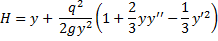 H = y + \frac{q^2}{2gy^2}\left(1 + \frac{2}{3}yy'' - \frac{1}{3}y'^2\right)